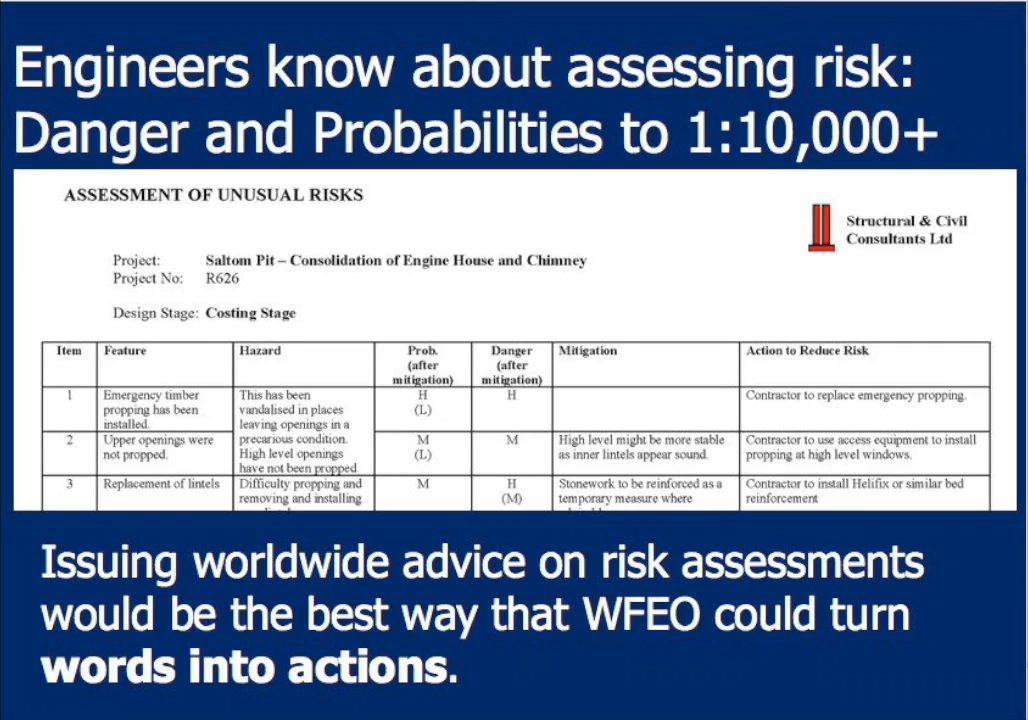 Engineers know about assessing risk:
Danger and Probabilities to 1:10,000+
ASSESSMENT OF UNUSUAL RISKS
Structural & Civil
Consultants Ltd
Project: Saltom Pit – Consolidation of Engine House and Chimney
Project No: R626
Design Stage: Costing Stage
Item Feature Hazard Prob. (after mitigation) Danger (after mitigation) Mitigation Action to Reduce Risk
1 Emergency timber propping has been installed. This has been vandalised in places leaving openings in a precarious condition. H (L) H Contractor to replace emergency propping.
2 Upper openings were not propped. High level openings have not been propped M (L) M High level might be more stable as inner lintels appear sound. Contractor to use access equipment to install propping at high level windows.
3 Replacement of lintels Difficulty propping and removing and installing M H (M) Stonework to be reinforced as a temporary measure where Contractor to install Helifix or similar bed reinforcement
Issuing worldwide advice on risk assessments
would be the best way that WFEO could turn
words into actions.